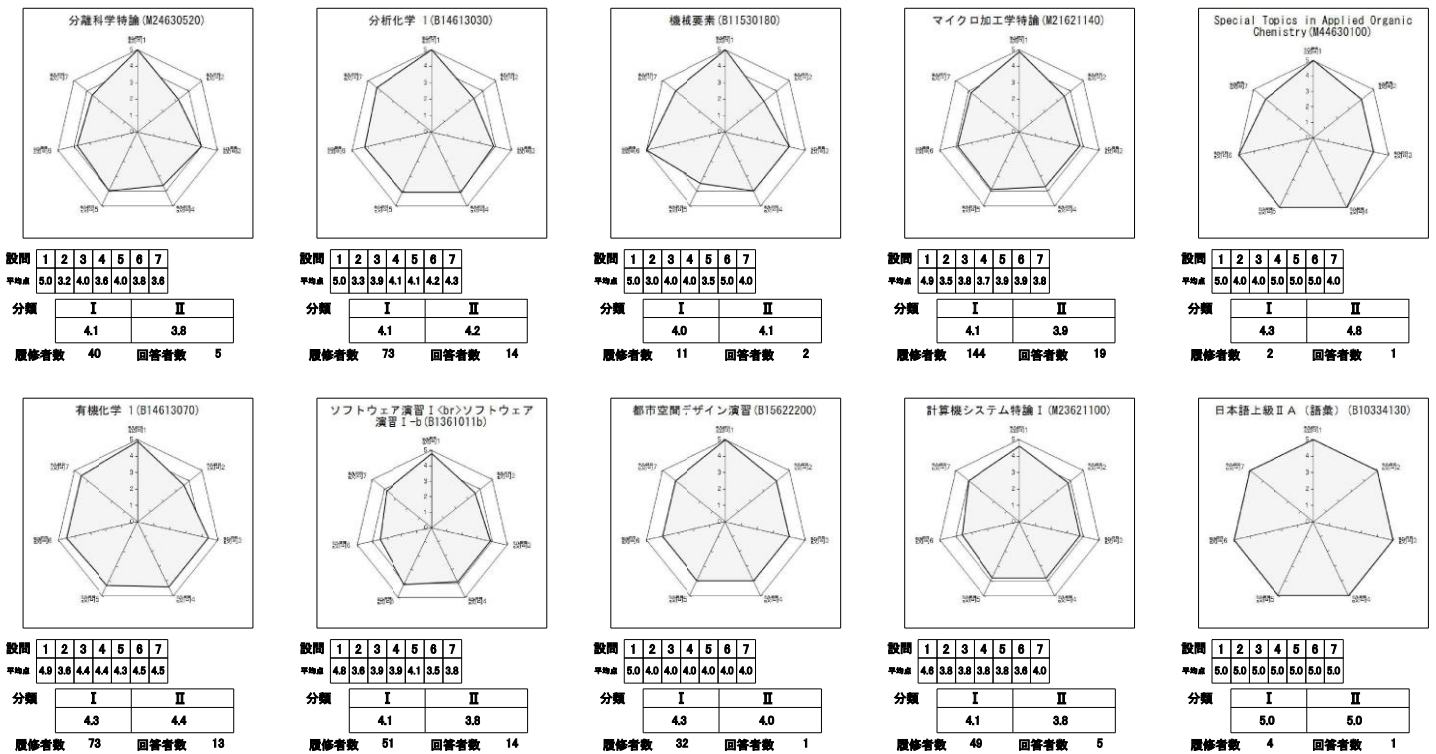 分離科学特論(M24630520)
設問 1 2 3 4 5 6 7
平均点 5.0 3.2 4.0 3.6 4.0 3.8 3.6
分類 Ⅰ Ⅱ
4.1 3.8
履修者数 40 回答者数 5
分析化学 1(B14613030)
設問 1 2 3 4 5 6 7
平均点 5.0 3.3 3.9 4.1 4.1 4.2 4.3
分類 Ⅰ Ⅱ
4.1 4.2
履修者数 73 回答者数 14
機械要素(B11530180)
設問 1 2 3 4 5 6 7
平均点 5.0 3.0 4.0 4.0 3.5 5.0 4.0
分類 Ⅰ Ⅱ
4.0 4.1
履修者数 11 回答者数 2
マイクロ加工学特論(M21621140)
設問 1 2 3 4 5 6 7
平均点 4.9 3.5 3.8 3.7 3.9 3.9 3.8
分類 Ⅰ Ⅱ
4.1 3.9
履修者数 144 回答者数 19
Special Topics in Applied Organic
Chemistry(M44630100)
設問 1 2 3 4 5 6 7
平均点 5.0 4.0 4.0 5.0 5.0 5.0 4.0
分類 Ⅰ Ⅱ
4.3 4.8
履修者数 2 回答者数 1
有機化学 1(B14613070)
設問 1 2 3 4 5 6 7
平均点 4.9 3.6 4.4 4.4 4.3 4.5 4.5
分類 Ⅰ Ⅱ
4.3 4.4
履修者数 73 回答者数 13
ソフトウェア演習Ⅰ<br>ソフトウェア
演習Ⅰ-b(B1361011b)
設問 1 2 3 4 5 6 7
平均点 4.8 3.6 3.9 3.9 4.1 3.5 3.8
分類 Ⅰ Ⅱ
4.1 3.8
履修者数 51 回答者数 14
都市空間デザイン演習(B15622200)
設問 1 2 3 4 5 6 7
平均点 5.0 4.0 4.0 4.0 4.0 4.0 4.0
分類 Ⅰ Ⅱ
4.3 4.0
履修者数 32 回答者数 1
計算機システム特論Ⅰ(M23621100)
設問 1 2 3 4 5 6 7
平均点 4.6 3.8 3.8 3.8 3.8 3.6 4.0
分類 Ⅰ Ⅱ
4.1 3.8
履修者数 49 回答者数 5
日本語上級ⅡA (語彙) (B10334130)
設問 1 2 3 4 5 6 7
平均点 5.0 5.0 5.0 5.0 5.0 5.0 5.0
分類 Ⅰ Ⅱ
5.0 5.0
履修者数 4 回答者数 1